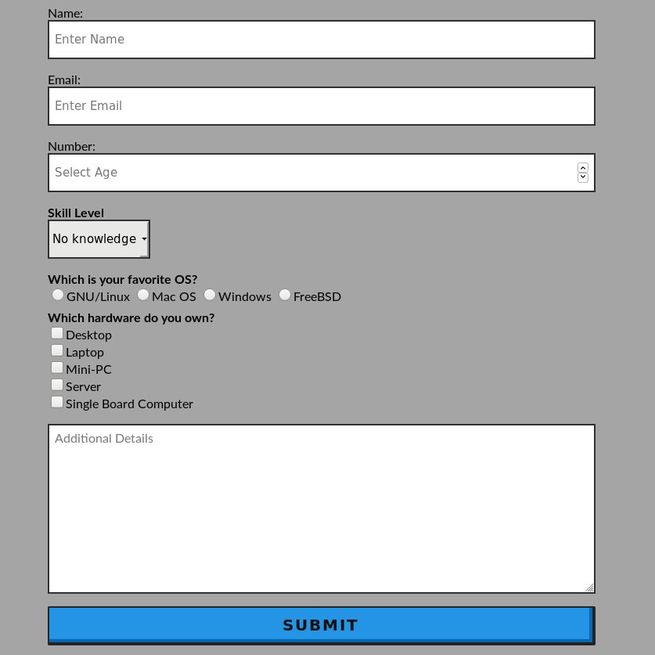 Name:
Enter Name
Email:
Enter Email
Number:
Select Age
Skill Level
No knowledge
Which is your favorite OS?
GNU/Linux Mac OS Windows FreeBSD
Which hardware do you own?
Desktop
Laptop
Mini-PC
Server
Single Board Computer
Additional Details
SUBMIT